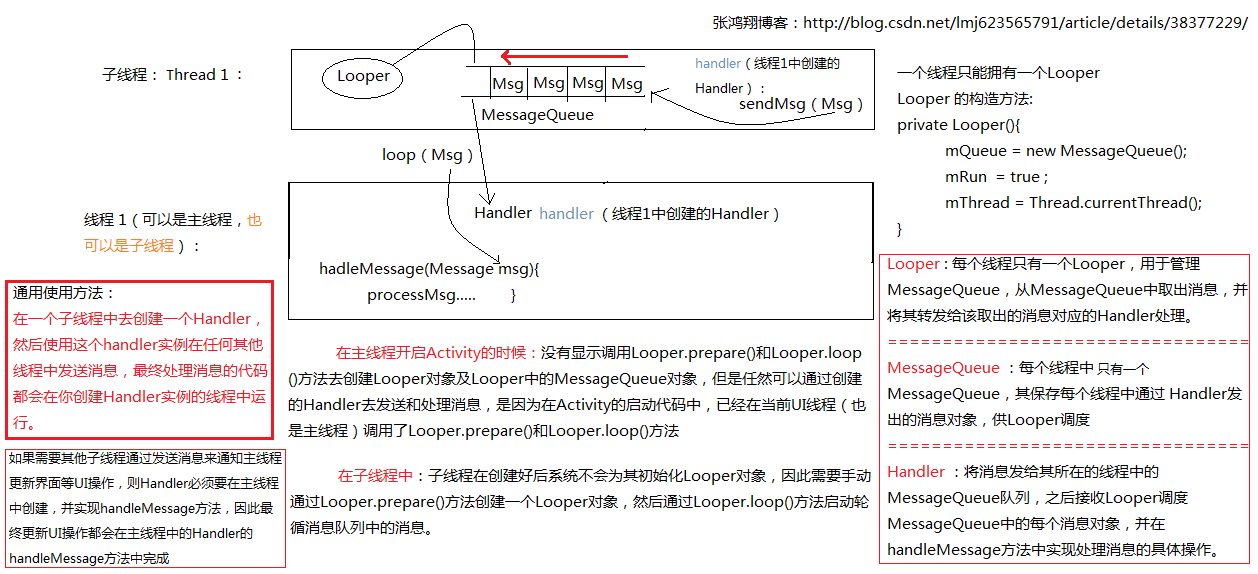 张鸿翔博客：http://blog.csdn.net/lmj623565791/article/details/38377229/
子线程： Thread 1 ：
Looper
Msg Msg Msg Msg
MessageQueue
handler（线程1中创建的
Handler）：
sendMsg（Msg）
loop（Msg）
线程 1（可以是主线程，也
可以是子线程）：
Handler handler （线程1中创建的Handler）
hadleMessage(Message msg){
processMsg..... }
一个线程只能拥有一个Looper
Looper 的构造方法:
private Looper(){
mQueue = new MessageQueue();
mRun = true ;
mThread = Thread.currentThread();
}
通用使用方法：
在一个子线程中去创建一个Handler，
然后使用这个handler实例在任何其他
线程中发送消息，最终处理消息的代码
都会在你创建Handler实例的线程中运
行。
如果需要其他子线程通过发送消息来通知主线程
更新界面等UI操作，则Handler必须要在主线程
中创建，并实现handleMessage方法，因此最
终更新UI操作都会在主线程中的Handler的
handleMessage方法中完成
在主线程开启Activity的时候：没有显示调用Looper.prepare()和Looper.loop
()方法去创建Looper对象及Looper中的MessageQueue对象，但是任然可以通过创建
的Handler去发送和处理消息，是因为在Activity的启动代码中，已经在当前UI线程（也
是主线程）调用了Looper.prepare()和Looper.loop()方法
在子线程中：子线程在创建好后系统不会为其初始化Looper对象，因此需要手动
通过Looper.prepare()方法创建一个Looper对象，然后通过Looper.loop()方法启动轮
循消息队列中的消息。
Looper : 每个线程只有一个Looper，用于管理
MessageQueue，从MessageQueue中取出消息，并
将其转发给该取出的消息对应的Handler处理。
=================================
MessageQueue ：每个线程中 只有一个
MessageQueue，其保存每个线程中通过 Handler发
出的消息对象，供Looper调度
=================================
Handler ：将消息发给其所在的线程中的
MessageQueue队列，之后接收Looper调度
MessageQueue中的每个消息对象，并在
handleMessage方法中实现处理消息的具体操作。